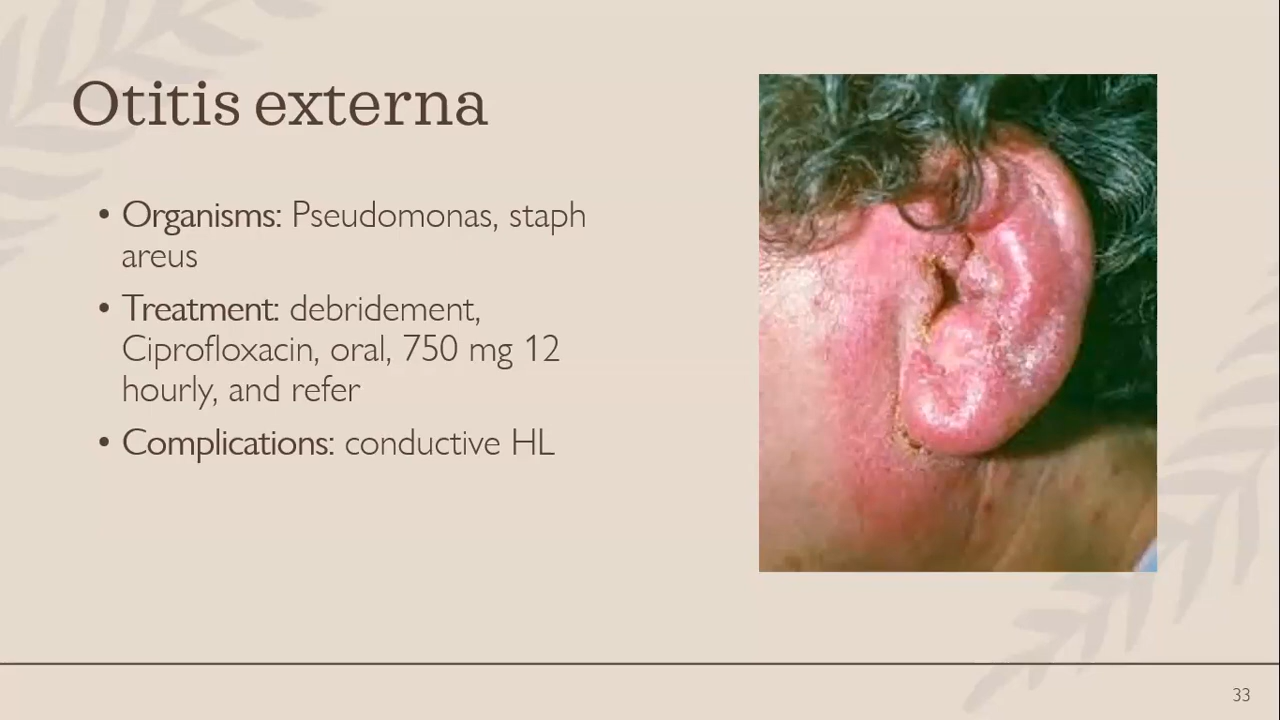 Otitis externa
• Organisms: Pseudomonas, staph
areus
• Treatment: debridement,
Ciprofloxacin, oral, 750 mg 12
hourly, and refer
• Complications: conductive HL
33